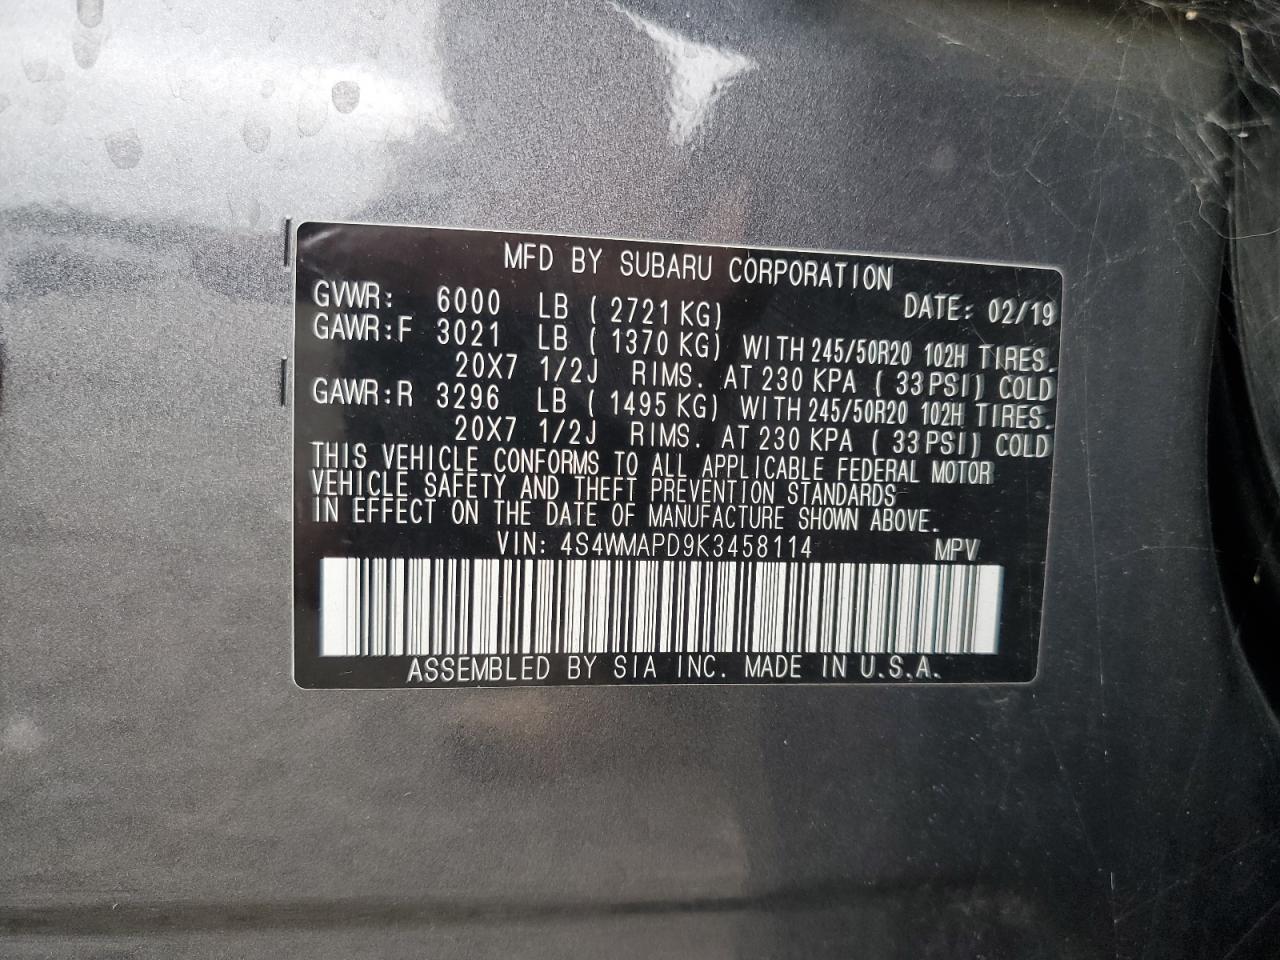 MFD BY SUBARU CORPORATION
GVWR: 6000 LB ( 2721 KG) DATE: 02/19
GAWR:F 3021 LB ( 1370 KG) WITH 245/50R20 102H TIRES.
20X7 1/2J RIMS. AT 230 KPA ( 33 PSI) COLD
GAWR:R 3296 LB ( 1495 KG) WITH 245/50R20 102H TIRES.
20X7 1/2J RIMS. AT 230 KPA ( 33 PSI) COLD
THIS VEHICLE CONFORMS TO ALL APPLICABLE FEDERAL MOTOR
VEHICLE SAFETY AND THEFT PREVENTION STANDARDS
IN EFFECT ON THE DATE OF MANUFACTURE SHOWN ABOVE.
VIN: 4S4WMAPD9K3458114 MPV
ASSEMBLED BY SIA INC. MADE IN U.S.A.